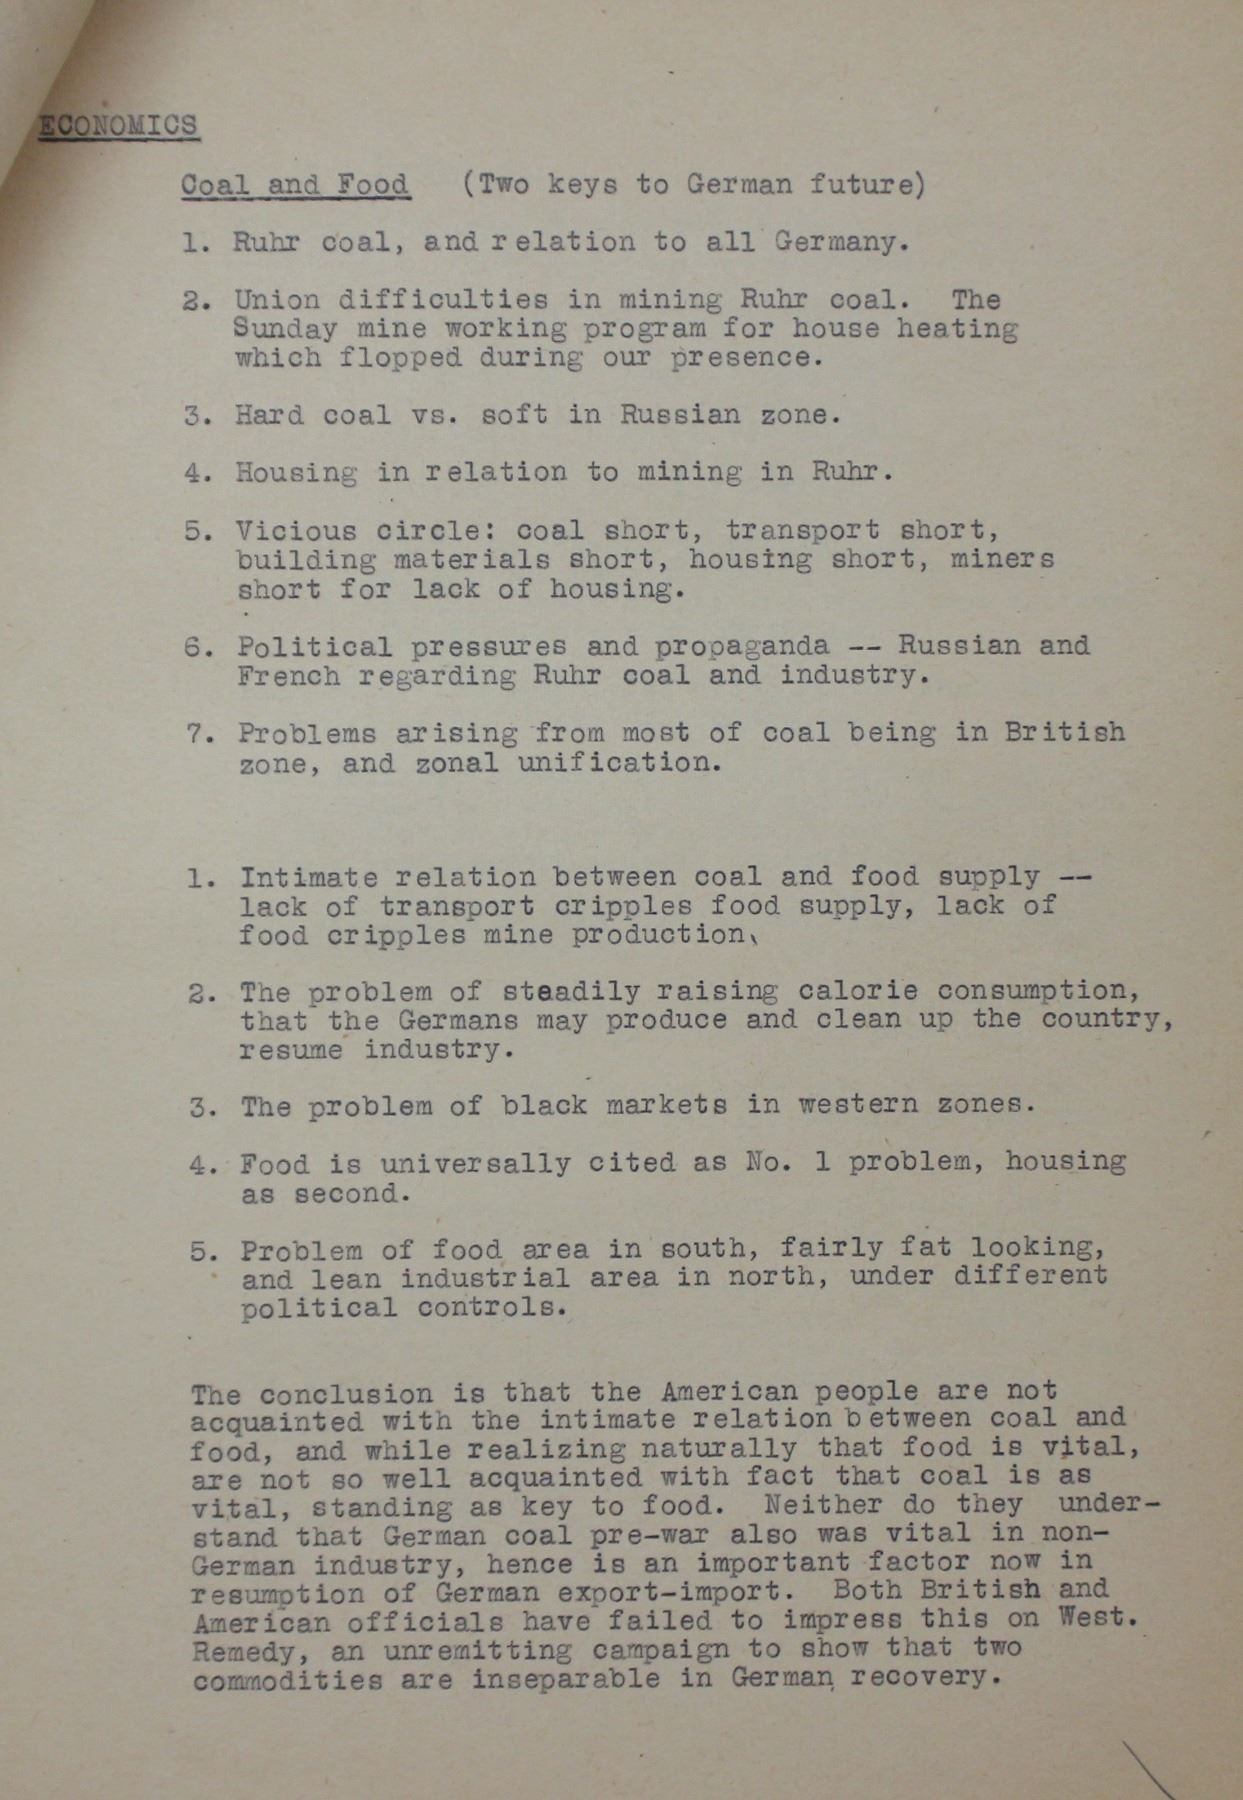 ECONOMICS
Coal and Food (Two keys to German future)
1. Ruhr coal, and relation to all Germany.
2. Union difficulties in mining Ruhr coal. The
Sunday mine working program for house heating
which flopped during our presence.
3. Hard coal vs. soft in Russian zone.
4. Housing in relation to mining in Ruhr.
5. Vicious circle: coal short, transport short,
building materials short, housing short, miners
short for lack of housing.
6. Political pressures and propaganda -- Russian and
French regarding Ruhr coal and industry.
7. Problems arising from most of coal being in British
zone, and zonal unification.
1. Intimate relation between coal and food supply --
lack of transport cripples food supply, lack of
food cripples mine production.
2. The problem of steadily raising calorie consumption,
that the Germans may produce and clean up the country,
resume industry.
3. The problem of black markets in western zones.
4. Food is universally cited as No. 1 problem, housing
as second.
5. Problem of food area in south, fairly fat looking,
and lean industrial area in north, under different
political controls.
The conclusion is that the American people are not
acquainted with the intimate relation between coal and
food, and while realizing naturally that food is vital,
are not so well acquainted with fact that coal is as
vital, standing as key to food. Neither do they under-
stand that German coal pre-war also was vital in non-
German industry, hence is an important factor now in
resumption of German export-import. Both British and
American officials have failed to impress this on West.
Remedy, an unremitting campaign to show that two
commodities are inseparable in German recovery.